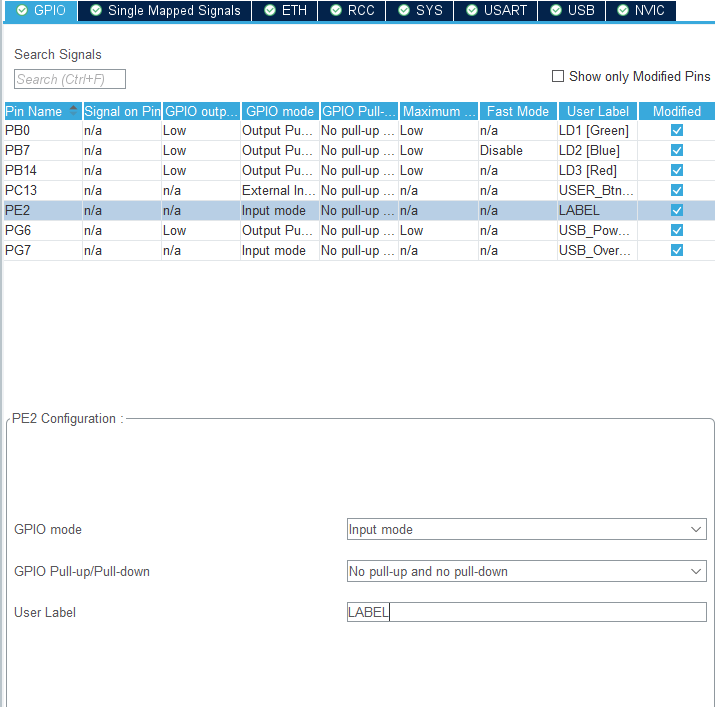 GPIO Single Mapped Signals ETH RCC SYS USART USB NVIC
Search Signals
Search (Ctrl+F)
Show only Modified Pins
Pin Name Signal on Pin GPIO outp... GPIO mode GPIO Pull-... Maximum ... Fast Mode User Label Modified
PB0 n/a Low Output Pu... No pull-up ... Low n/a LD1 [Green]
PB7 n/a Low Output Pu... No pull-up ... Low Disable LD2 [Blue]
PB14 n/a Low Output Pu... No pull-up ... Low n/a LD3 [Red]
PC13 n/a n/a External In... No pull-up ... n/a n/a USER_Btn...
PE2 n/a n/a Input mode No pull-up ... n/a n/a LABEL
PG6 n/a Low Output Pu... No pull-up ... Low n/a USB_Pow...
PG7 n/a n/a Input mode No pull-up ... n/a n/a USB_Over...
PE2 Configuration :
GPIO mode Input mode
GPIO Pull-up/Pull-down No pull-up and no pull-down
User Label LABEL